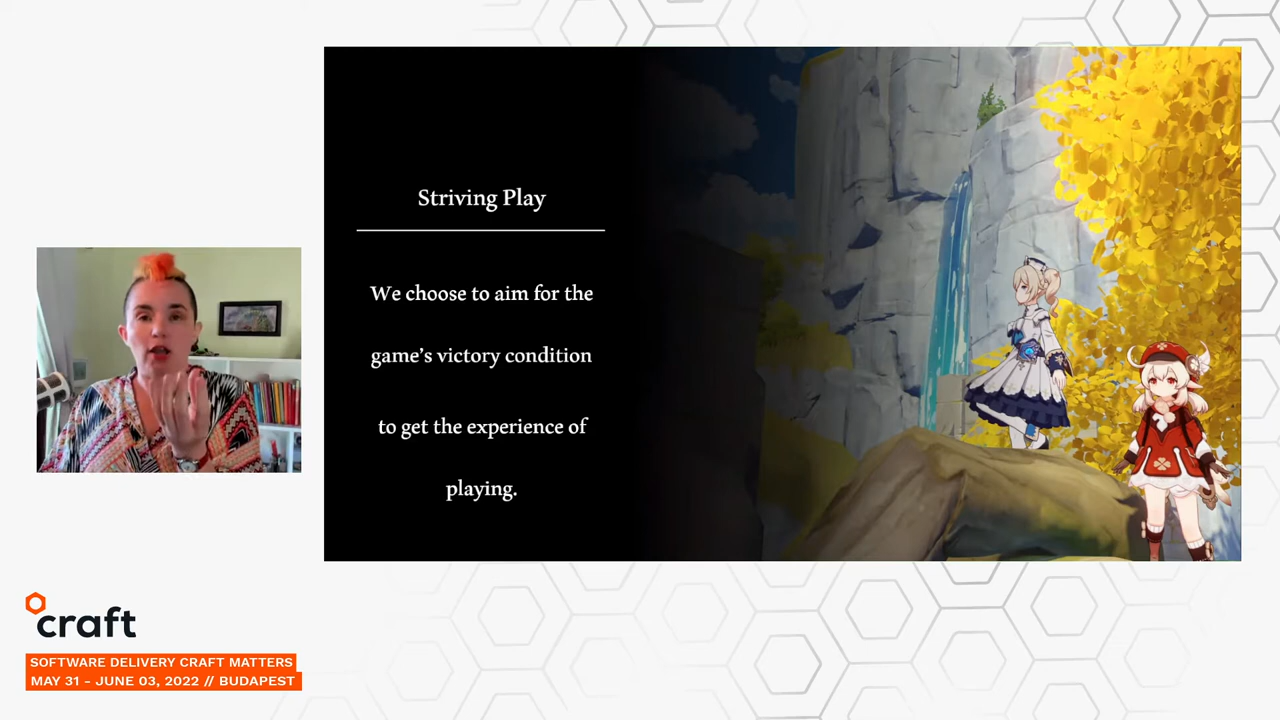 Striving Play
We choose to aim for the
game's victory condition
to get the experience of
playing.
craft
SOFTWARE DELIVERY CRAFT MATTERS
MAY 31 - JUNE 03, 2022 // BUDAPEST